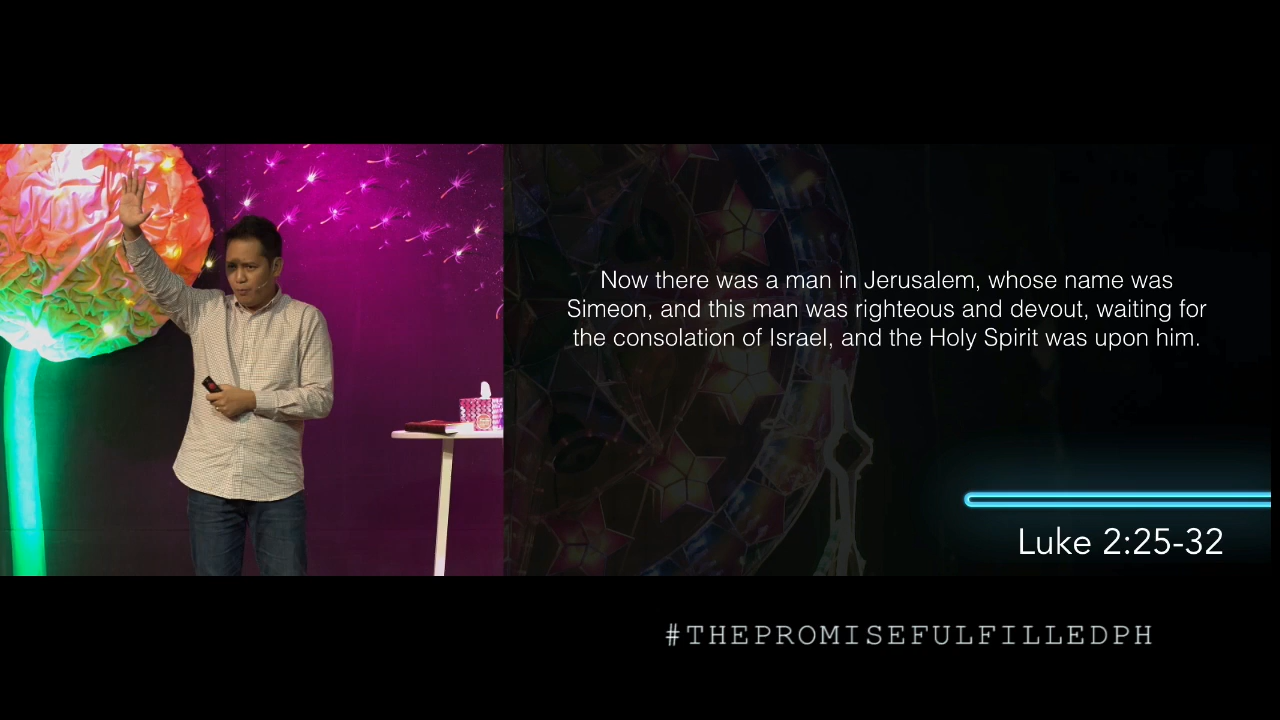 Now there was a man in Jerusalem, whose name was
Simeon, and this man was righteous and devout, waiting for
the consolation of Israel, and the Holy Spirit was upon him.
Luke 2:25-32
#THEPROMISEFULFILLEDPH